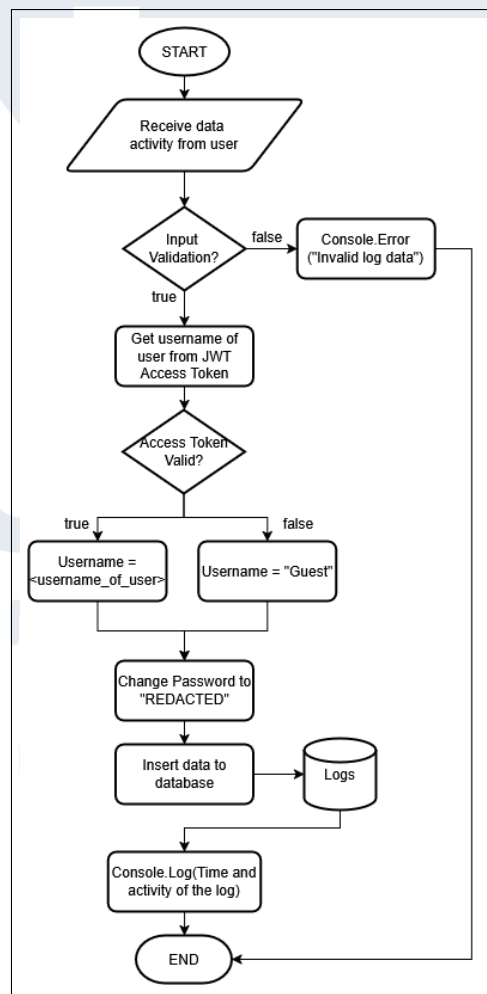 START
Receive data
activity from user
Input
Validation?
false
Console.Error
("Invalid log data")
true
Get username of
user from JWT
Access Token
Access Token
Valid?
true
false
Username =
<username_of_user>
Username = "Guest"
Change Password to
"REDACTED"
Insert data to
database
Logs
Console.Log(Time and
activity of the log)
END